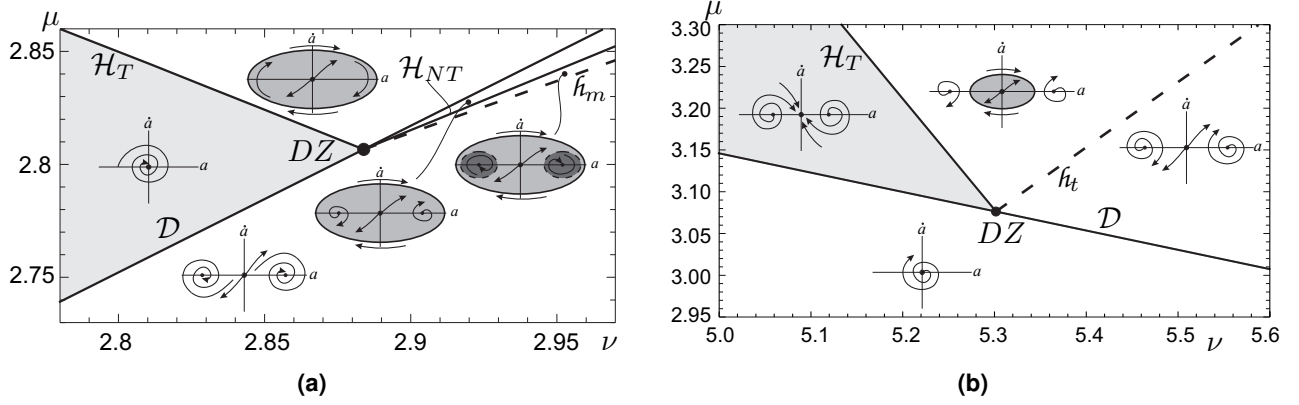 μ
2.85
2.8
2.75
2.8
2.85
2.9
2.95
ν
ℋ_T
ȧ
a
ℋ_NT
ℏ_m
DZ
ȧ
a
ȧ
a
ȧ
a
𝒟
ȧ
a
(a)
μ
3.30
3.25
3.20
3.15
3.10
3.05
3.00
2.95
5.0
5.1
5.2
5.3
5.4
5.5
ν
5.6
ℋ_T
ȧ
a
ȧ
a
ȧ
a
ℏ_t
DZ
𝒟
ȧ
a
(b)